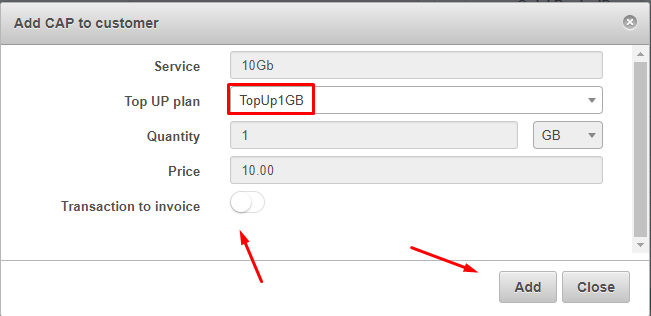 Add CAP to customer
Service 10Gb
Top UP plan TopUp1GB
Quantity 1 GB
Price 10.00
Transaction to invoice
Add Close